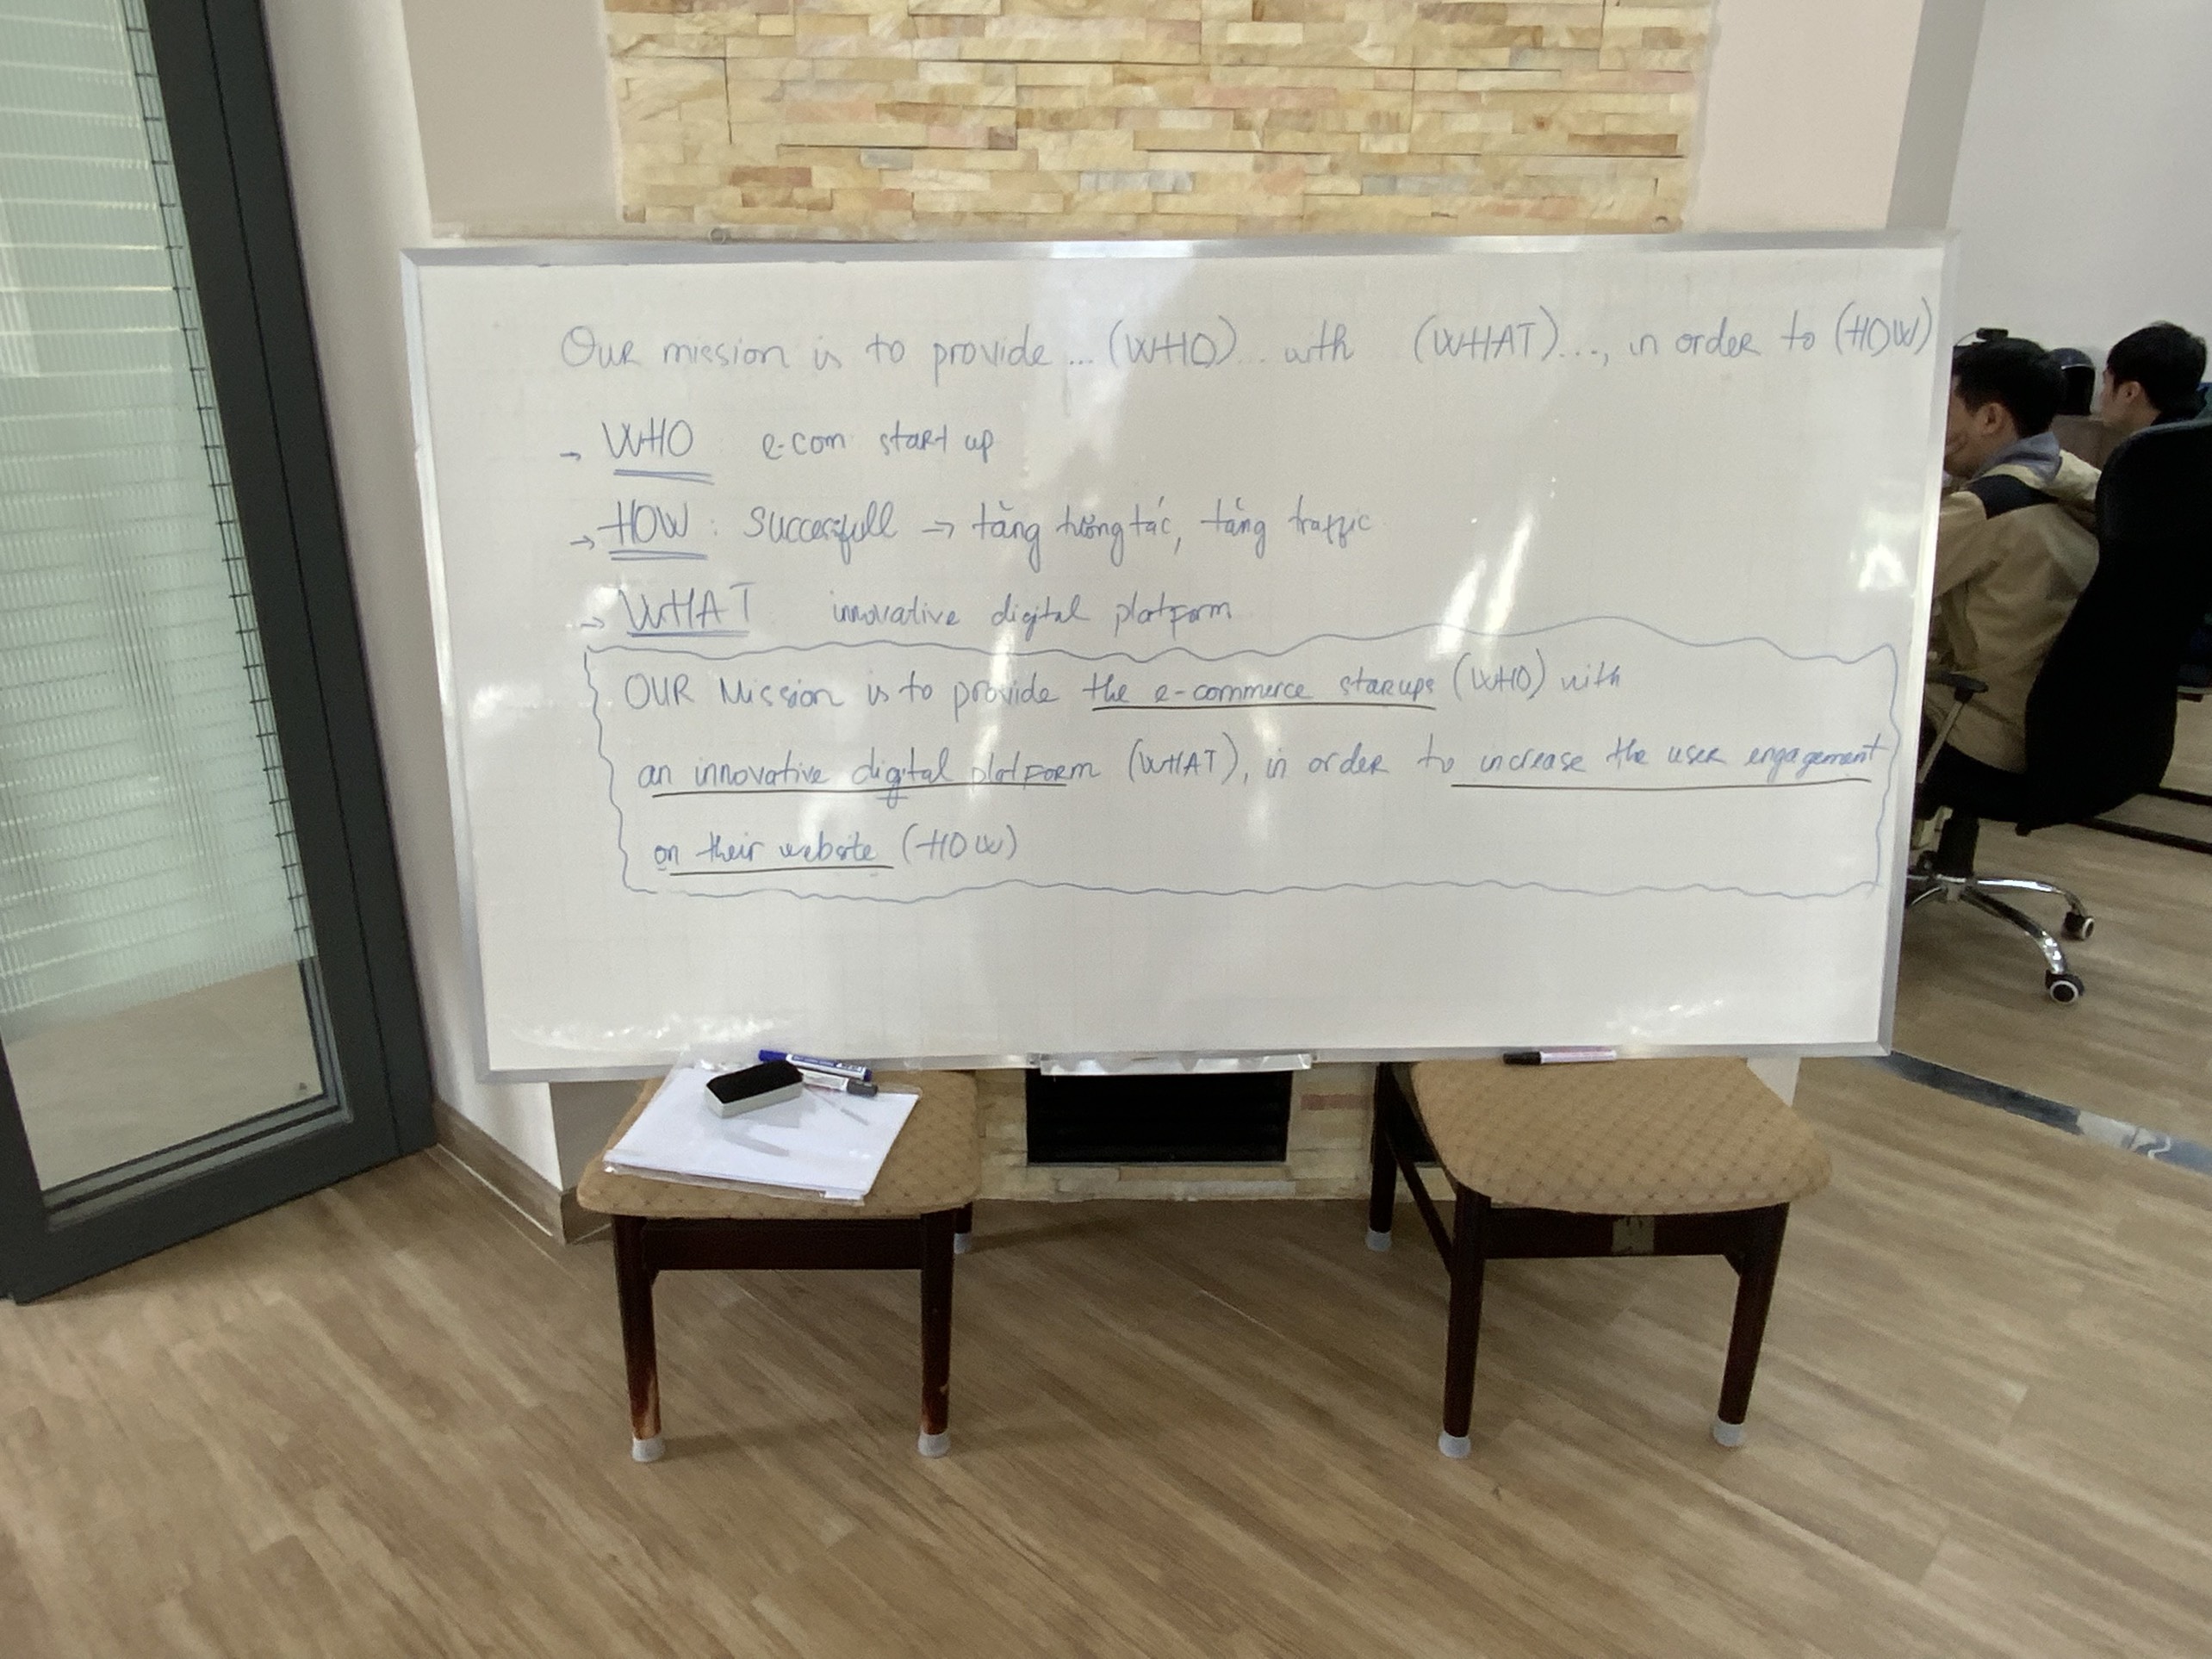 Our mission is to provide ... (WHO) ... with (WHAT) ..., in order to (HOW)
→ WHO e-com start up
→ HOW : Successfull → tăng tương tác, tăng traffic
→ WHAT innovative digital platform
OUR Mission is to provide the e-commerce starups (WHO) with
an innovative digital platform (WHAT), in order to increase the user engagement
on their website (HOW)